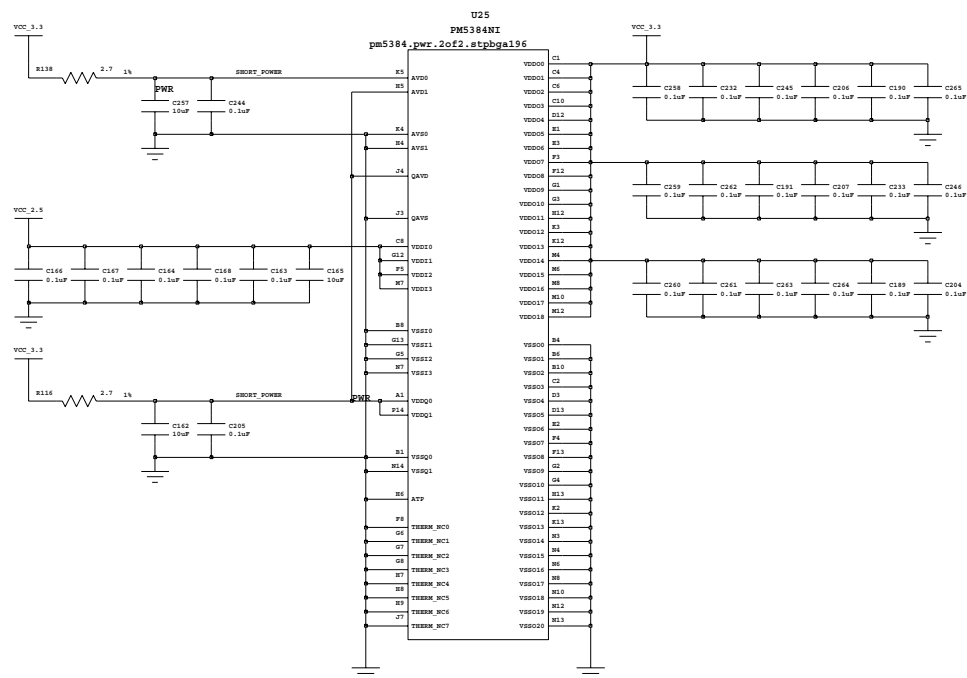 U25
PM5384NI
pm5384.pwr.2of2.stpbga196
VCC_3.3
R138
2.7
1%
SHORT_POWER
PWR
C257
10uF
C244
0.1uF
VCC_2.5
C166
0.1uF
C167
0.1uF
C164
0.1uF
C168
0.1uF
C163
0.1uF
C165
10uF
VCC_3.3
R116
2.7
1%
SHORT_POWER
PWR
C162
10uF
C205
0.1uF
K5 AVD0
H5 AVD1
K4 AVS0
H4 AVS1
J4 QAVD
J3 QAVS
C8 VDDI0
G12 VDDI1
F5 VDDI2
M7 VDDI3
B8 VSSI0
G13 VSSI1
G5 VSSI2
N7 VSSI3
A1 VDDQ0
P14 VDDQ1
B1 VSSQ0
N14 VSSQ1
H6 ATP
F8 THERM_NC0
G6 THERM_NC1
G7 THERM_NC2
G8 THERM_NC3
H7 THERM_NC4
H8 THERM_NC5
H9 THERM_NC6
J7 THERM_NC7
VDDO0 C1
VDDO1 C4
VDDO2 C6
VDDO3 C10
VDDO4 D12
VDDO5 E1
VDDO6 E3
VDDO7 F3
VDDO8 F12
VDDO9 G1
VDDO10 G3
VDDO11 H12
VDDO12 K3
VDDO13 K12
VDDO14 M4
VDDO15 M6
VDDO16 M8
VDDO17 M10
VDDO18 M12
VSSO0 B4
VSSO1 B6
VSSO2 B10
VSSO3 C2
VSSO4 D3
VSSO5 D13
VSSO6 E2
VSSO7 F4
VSSO8 F13
VSSO9 G2
VSSO10 G4
VSSO11 H13
VSSO12 K2
VSSO13 K13
VSSO14 N3
VSSO15 N4
VSSO16 N6
VSSO17 N8
VSSO18 N10
VSSO19 N12
VSSO20 N13
VCC_3.3
C258
0.1uF
C232
0.1uF
C245
0.1uF
C206
0.1uF
C190
0.1uF
C265
0.1uF
C259
0.1uF
C262
0.1uF
C191
0.1uF
C207
0.1uF
C233
0.1uF
C246
0.1uF
C260
0.1uF
C261
0.1uF
C263
0.1uF
C264
0.1uF
C189
0.1uF
C204
0.1uF